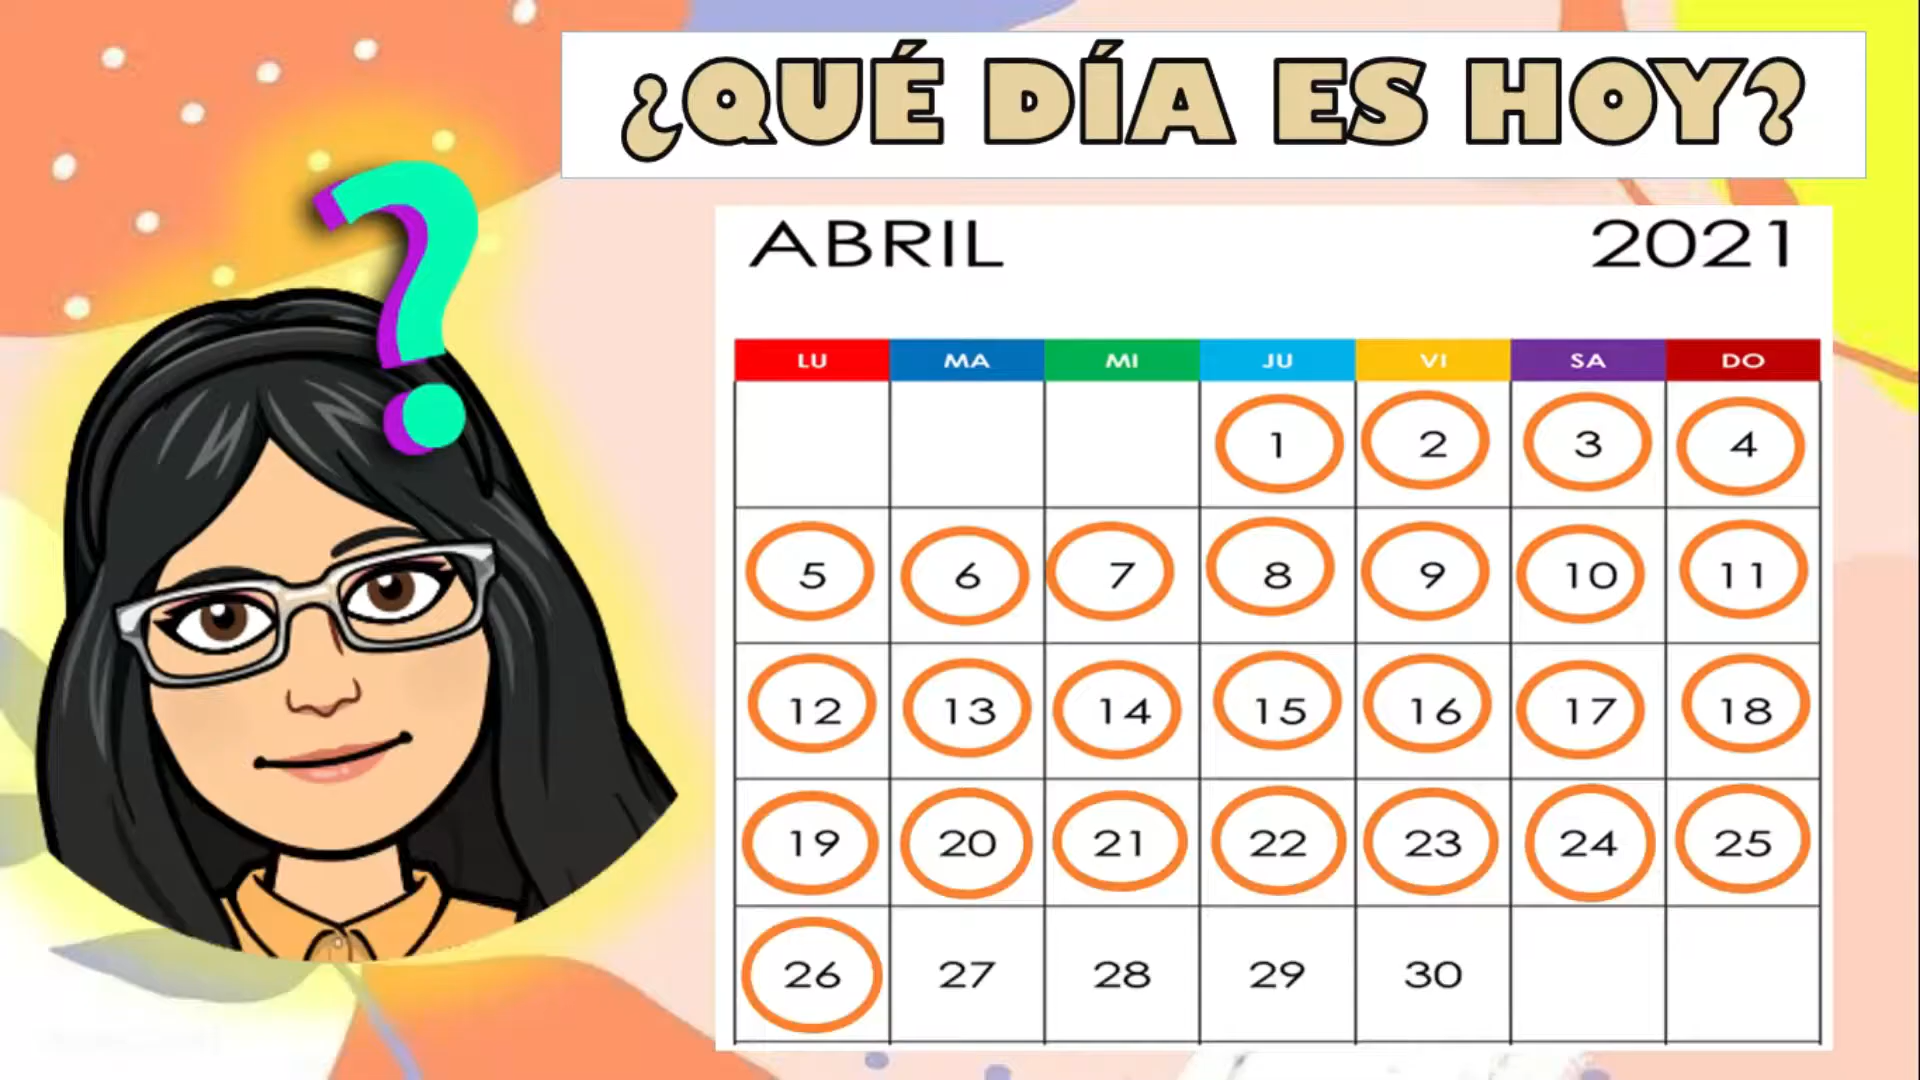 ¿QUÉ DÍA ES HOY?
?
ABRIL 2021
LU MA MI JU VI SA DO
1 2 3 4
5 6 7 8 9 10 11
12 13 14 15 16 17 18
19 20 21 22 23 24 25
26 27 28 29 30